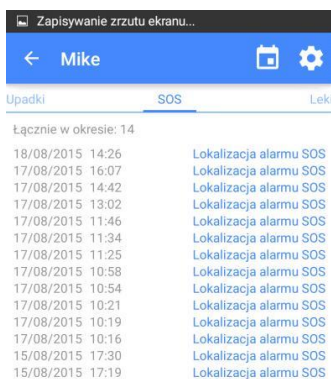 Zapisywanie zrzutu ekranu...
Mike
Upadki SOS Leki
Łącznie w okresie: 14
18/08/2015 14:26 Lokalizacja alarmu SOS
17/08/2015 16:07 Lokalizacja alarmu SOS
17/08/2015 14:42 Lokalizacja alarmu SOS
17/08/2015 13:02 Lokalizacja alarmu SOS
17/08/2015 11:46 Lokalizacja alarmu SOS
17/08/2015 11:34 Lokalizacja alarmu SOS
17/08/2015 11:25 Lokalizacja alarmu SOS
17/08/2015 10:58 Lokalizacja alarmu SOS
17/08/2015 10:54 Lokalizacja alarmu SOS
17/08/2015 10:21 Lokalizacja alarmu SOS
17/08/2015 10:19 Lokalizacja alarmu SOS
17/08/2015 10:16 Lokalizacja alarmu SOS
15/08/2015 17:30 Lokalizacja alarmu SOS
15/08/2015 17:19 Lokalizacja alarmu SOS